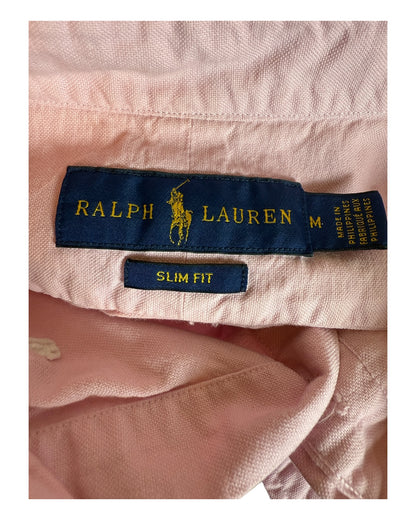 RALPH LAUREN
M
MADE IN
PHILIPPINES
FABRIQUÉ AUX
PHILIPPINES
SLIM FIT